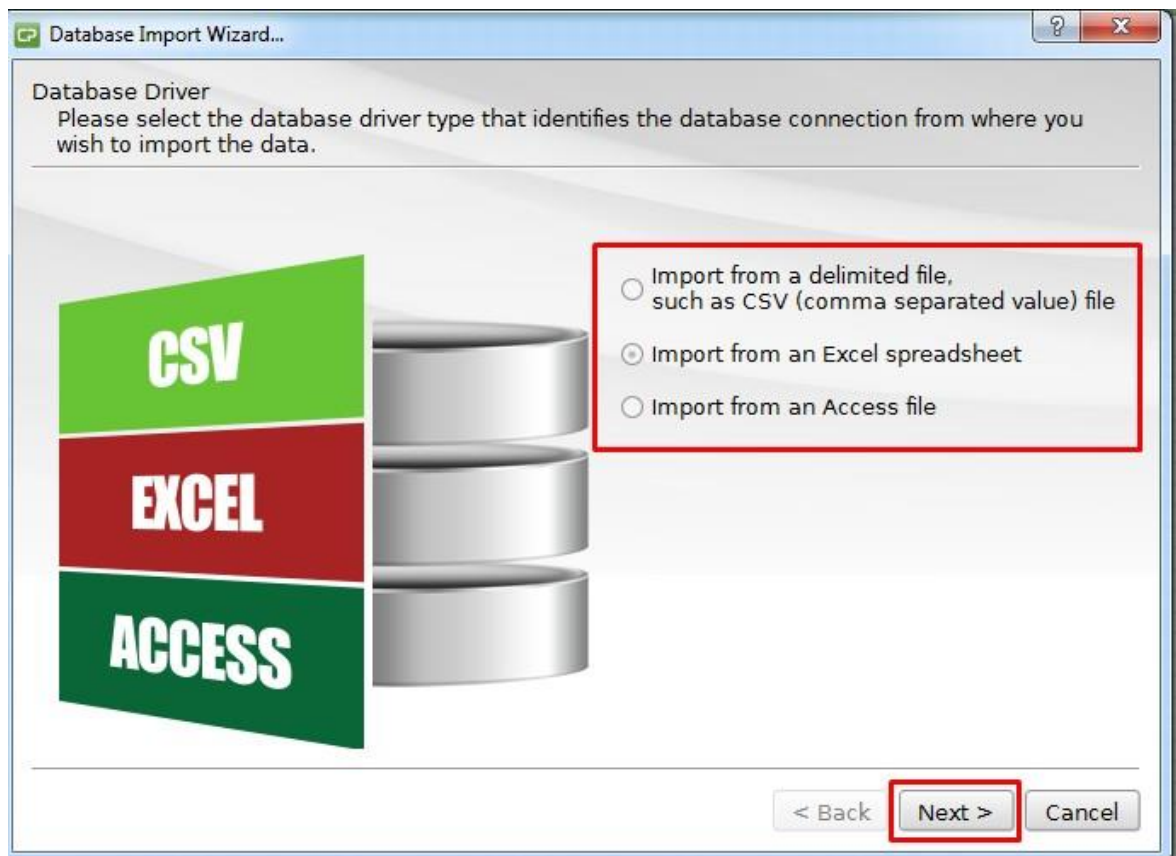 Database Import Wizard...
Database Driver
Please select the database driver type that identifies the database connection from where you
wish to import the data.
Import from a delimited file,
such as CSV (comma separated value) file
Import from an Excel spreadsheet
Import from an Access file
CSV
EXCEL
ACCESS
< Back
Next >
Cancel